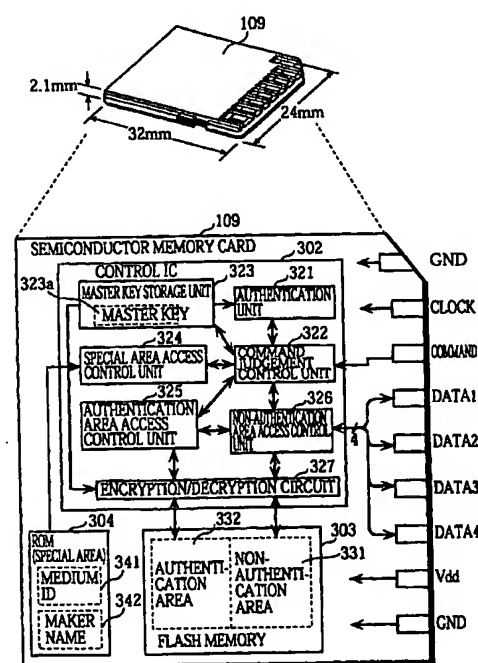 109
2.1mm
24mm
32mm
109
SEMICONDUCTOR MEMORY CARD
302
CONTROL IC
323
321
MASTER KEY STORAGE UNIT
323a
MASTER KEY
AUTHENTICATION
UNIT
324
322
SPECIAL AREA ACCESS
CONTROL UNIT
COMMAND
JUDGEMENT
CONTROL UNIT
325
326
AUTHENTICATION
AREA ACCESS
CONTROL UNIT
NON-AUTHENTICATION
AREA ACCESS CONTROL
UNIT
4
327
ENCRYPTION/DECRYPTION CIRCUIT
304
332
303
ROM
(SPECIAL AREA)
341
MEDIUM
ID
342
MAKER
NAME
331
AUTHENTI-
CATION
AREA
NON-
AUTHENTI-
CATION
AREA
FLASH MEMORY
GND
CLOCK
COMMAND
DATA1
DATA2
DATA3
DATA4
Vdd
GND